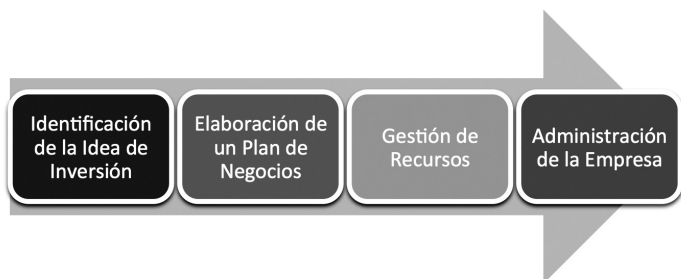 Identificación
de la Idea de
Inversión
Elaboración de
un Plan de
Negocios
Gestión de
Recursos
Administración
de la Empresa